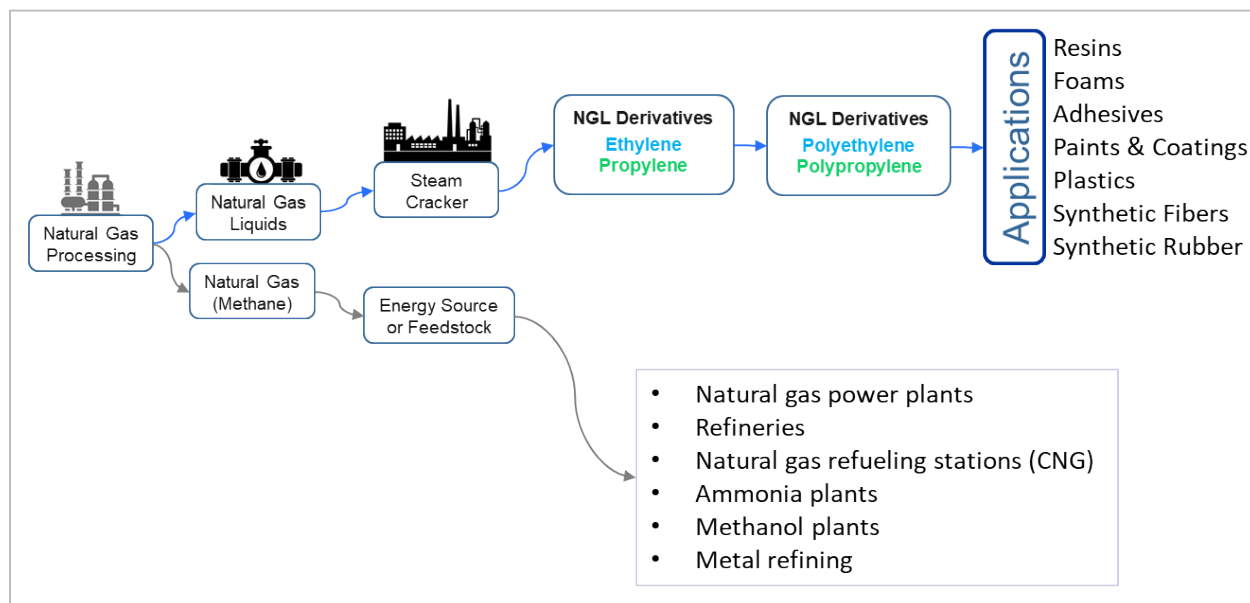 Natural Gas
Processing
Natural Gas
Liquids
Steam
Cracker
NGL Derivatives
Ethylene
Propylene
NGL Derivatives
Polyethylene
Polypropylene
Applications
Resins
Foams
Adhesives
Paints & Coatings
Plastics
Synthetic Fibers
Synthetic Rubber
Natural Gas
(Methane)
Energy Source
or Feedstock
• Natural gas power plants
• Refineries
• Natural gas refueling stations (CNG)
• Ammonia plants
• Methanol plants
• Metal refining